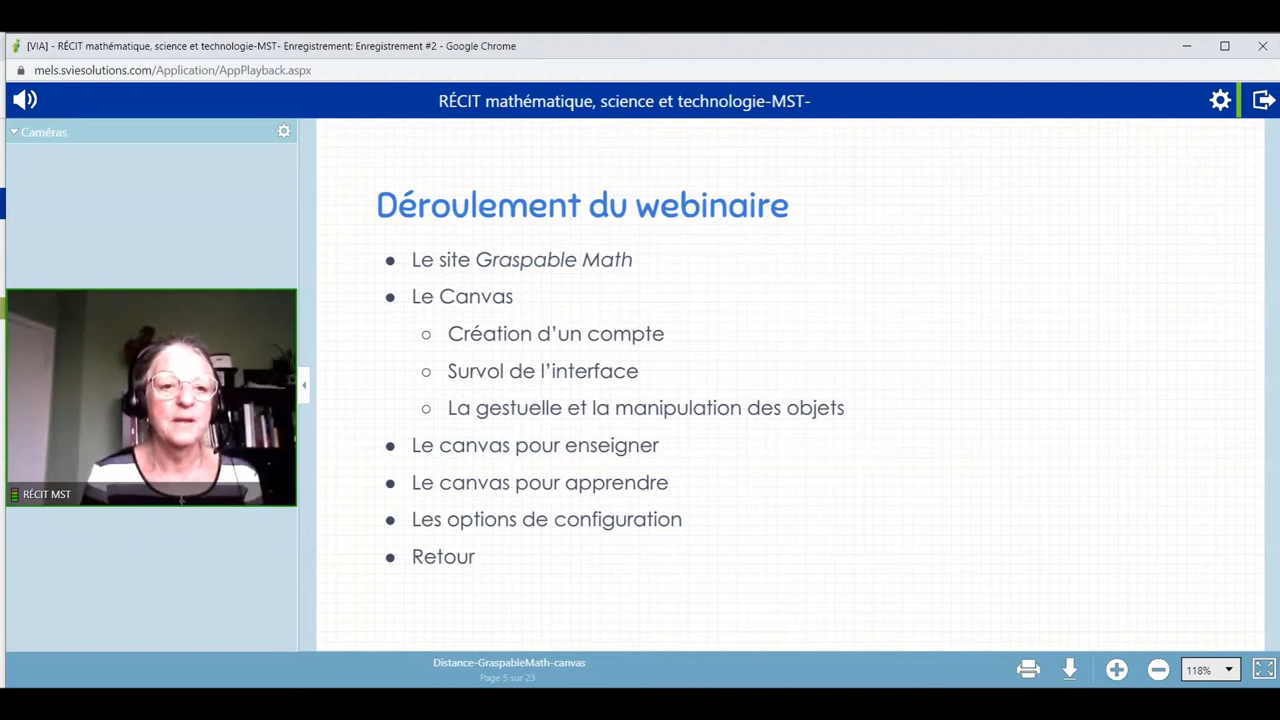 [VIA] - RÉCIT mathématique, science et technologie-MST- Enregistrement: Enregistrement #2 - Google Chrome
mels.sviesolutions.com/Application/AppPlayback.aspx
RÉCIT mathématique, science et technologie-MST-
Caméras
Déroulement du webinaire
● Le site Graspable Math
● Le Canvas
○ Création d’un compte
○ Survol de l’interface
○ La gestuelle et la manipulation des objets
● Le canvas pour enseigner
● Le canvas pour apprendre
● Les options de configuration
● Retour
RÉCIT MST
Distance-GraspableMath-canvas
Page 5 sur 23
118%